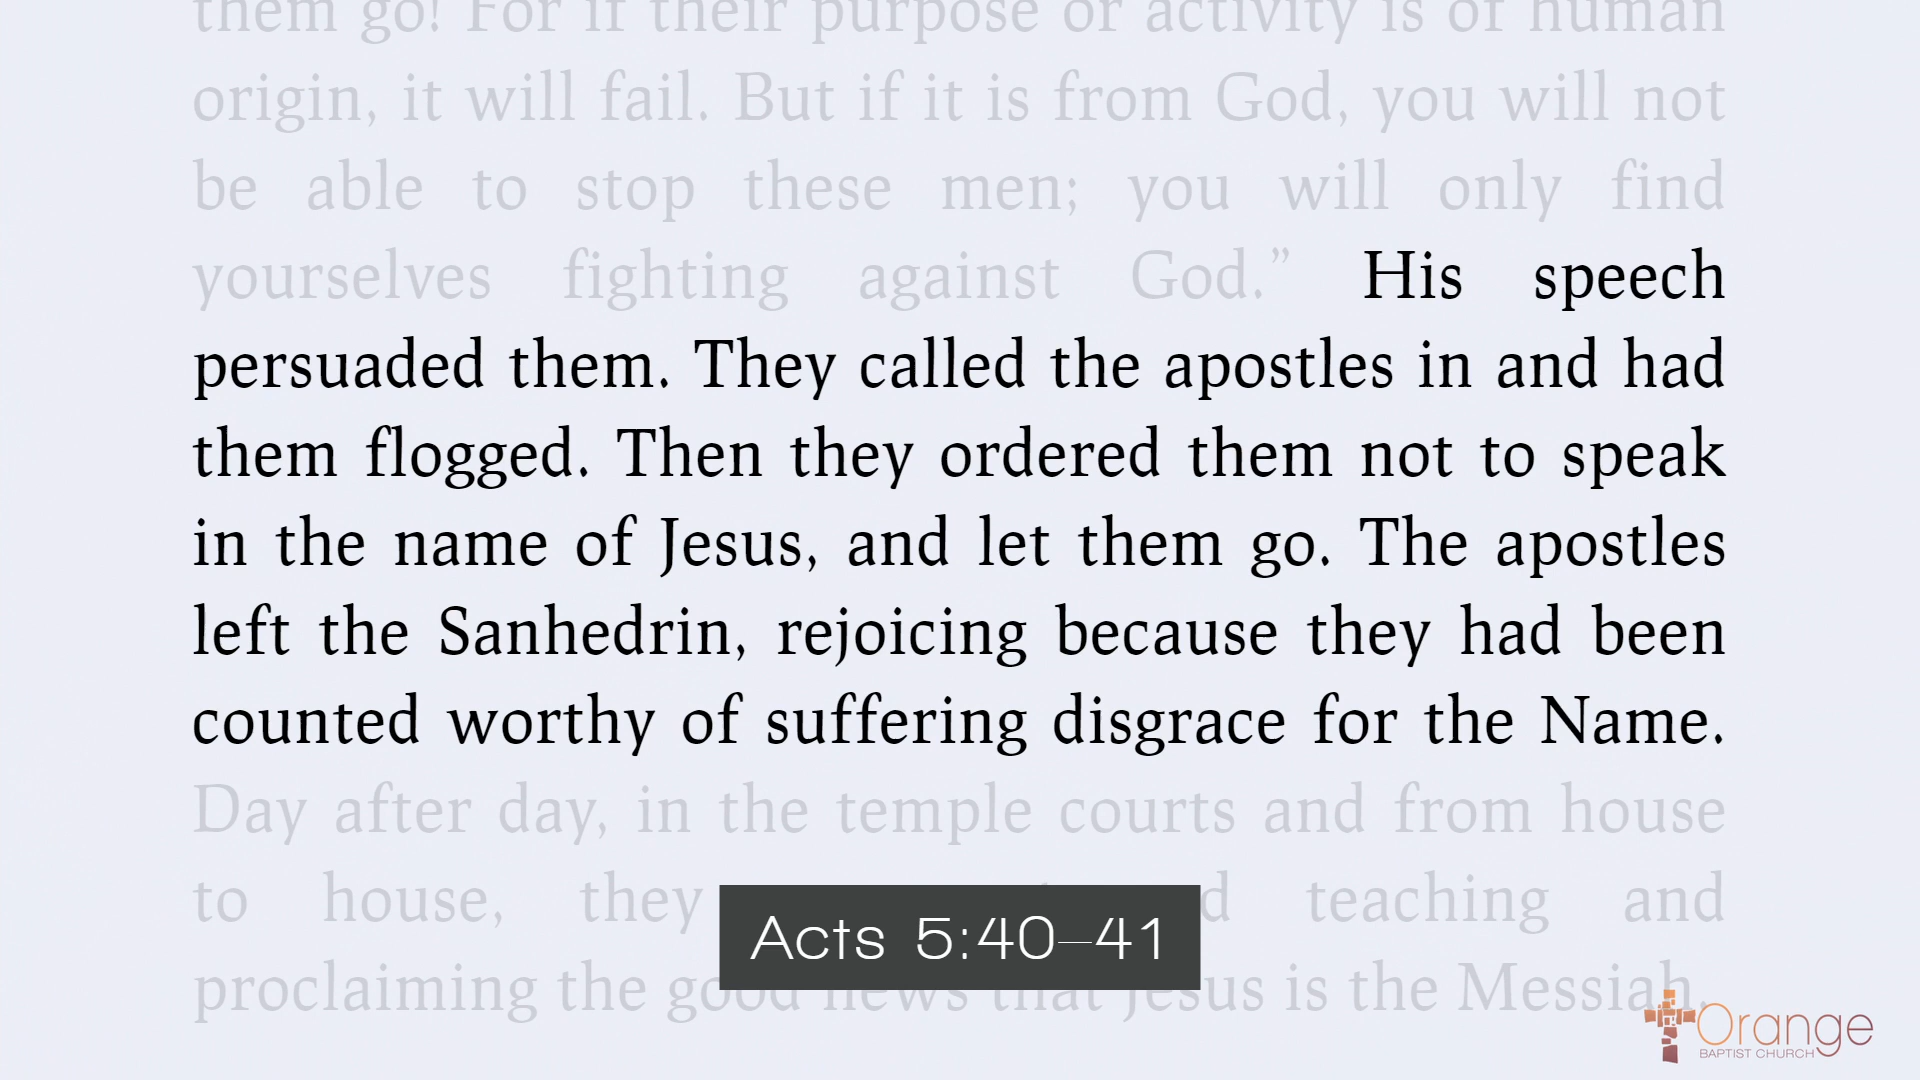 them go! For if their purpose or activity is of human
origin, it will fail. But if it is from God, you will not
be able to stop these men; you will only find
yourselves fighting against God.” His speech
persuaded them. They called the apostles in and had
them flogged. Then they ordered them not to speak
in the name of Jesus, and let them go. The apostles
left the Sanhedrin, rejoicing because they had been
counted worthy of suffering disgrace for the Name.
Day after day, in the temple courts and from house
to house, they teaching and
proclaiming the good news that Jesus is the Messiah.
Acts 5:40–41
Orange
BAPTIST CHURCH